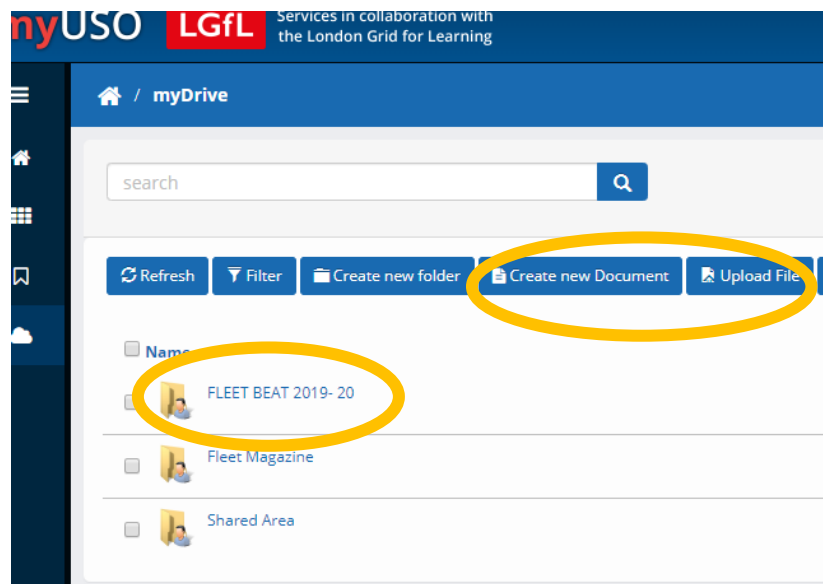 myUSO LGfL Services in collaboration with
the London Grid for Learning
/ myDrive
search
Refresh Filter Create new folder Create new Document Upload File
Name
FLEET BEAT 2019- 20
Fleet Magazine
Shared Area